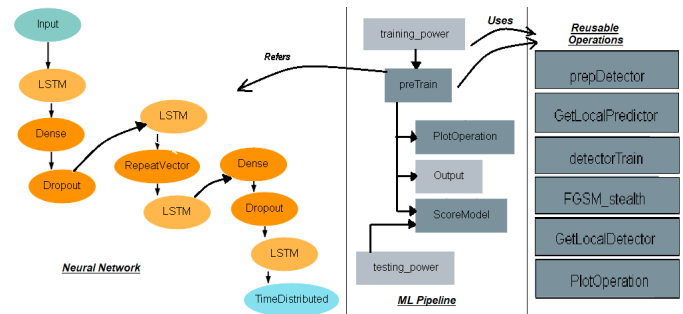 Input
LSTM
Dense
Dropout
LSTM
RepeatVector
LSTM
Dense
Dropout
LSTM
TimeDistributed
Neural Network
Refers
training_power
preTrain
PlotOperation
Output
ScoreModel
testing_power
ML Pipeline
Uses
Reusable
Operations
prepDetector
GetLocalPredictor
detectorTrain
FGSM_stealth
GetLocalDetector
PlotOperation